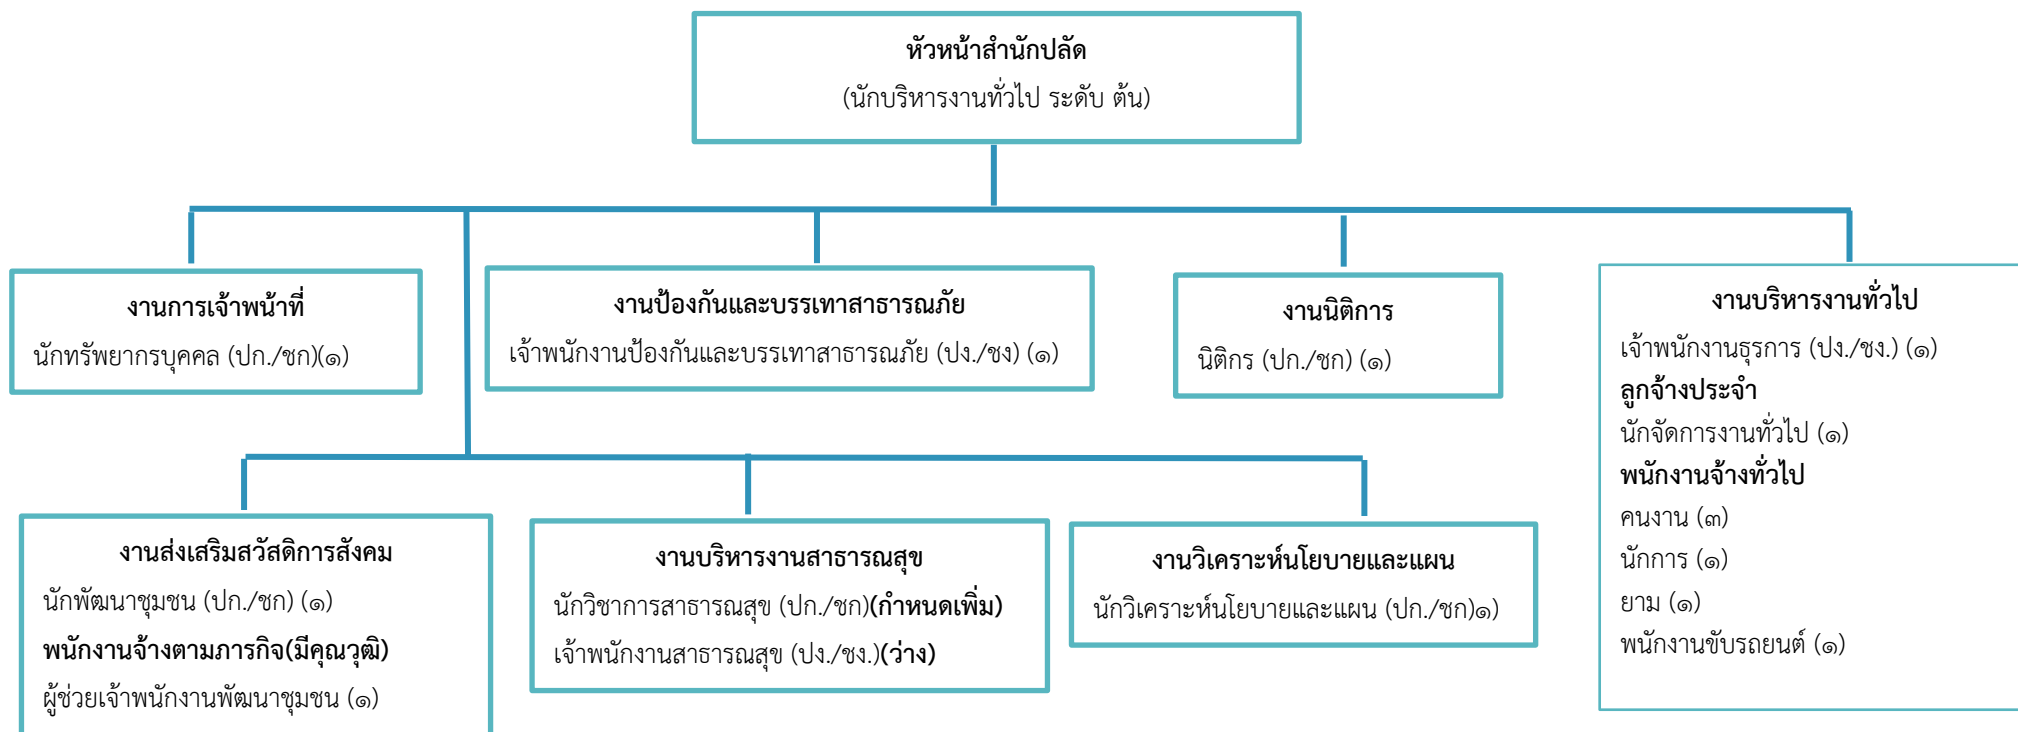 หัวหน้าสำนักปลัด
(นักบริหารงานทั่วไป ระดับ ต้น)
งานการเจ้าพน้าที่
นักทรัพยากรบุคคล (ปก./ชก)(๑)
งานป้องกันและบรรเทาสาธารณภัย
เจ้าพนักงานป้องกันและบรรเทาสาธารณภัย (ปง./ชง) (๑)
งานนิติการ
นิติกร (ปก./ชก) (๑)
งานบริหารงานทั่วไป
เจ้าพนักงานธุรการ (ปง./ชง.) (๑)
ลูกจ้างประจำ
นักจัดการงานทั่วไป (๑)
พนักงานจ้างทั่วไป
คนงาน (๓)
นักการ (๑)
ยาม (๑)
พนักงานขับรถยนต์ (๑)
งานส่งเสริมสวัสดิการสังคม
นักพัฒนาชุมชน (ปก./ชก) (๑)
พนักงานจ้างตามภารกิจ(มีคุณวุฒิ)
ผู้ช่วยเจ้าพนักงานพัฒนาชุมชน (๑)
งานบริหารงานสาธารณสุข
นักวิชาการสาธารณสุข (ปก./ชก)(กำหนดเพิ่ม)
เจ้าพนักงานสาธารณสุข (ปง./ชง.)(ว่าง)
งานวิเคราะห์นโยบายและแผน
นักวิเคราะห์นโยบายและแผน (ปก./ชก)๑)